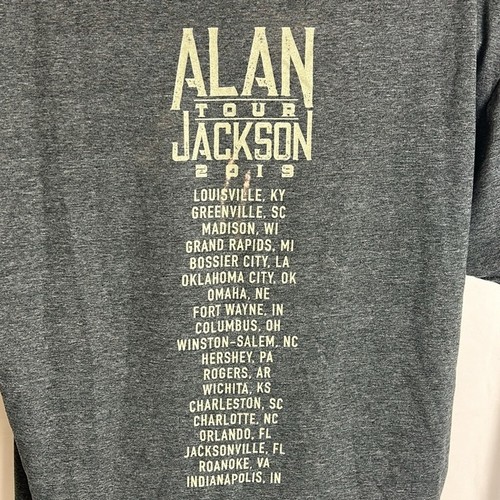 ALAN
TOUR
JACKSON
2019
LOUISVILLE, KY
GREENVILLE, SC
MADISON, WI
GRAND RAPIDS, MI
BOSSIER CITY, LA
OKLAHOMA CITY, OK
OMAHA, NE
FORT WAYNE, IN
COLUMBUS, OH
WINSTON-SALEM, NC
HERSHEY, PA
ROGERS, AR
WICHITA, KS
CHARLESTON, SC
CHARLOTTE, NC
ORLANDO, FL
JACKSONVILLE, FL
ROANOKE, VA
INDIANAPOLIS, IN